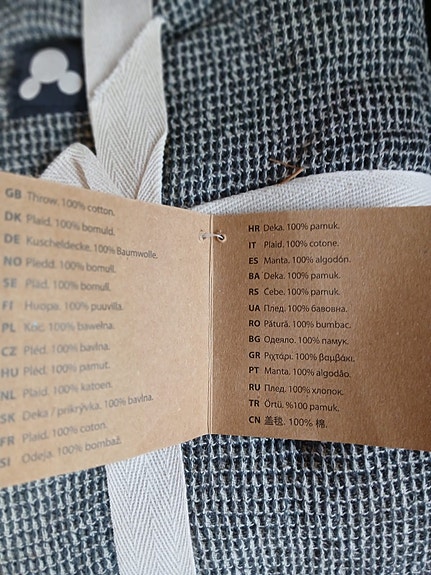 GB Throw. 100% cotton.
DK Plaid. 100% bomuld.
DE Kuscheldecke. 100% Baumwolle.
NO Pledd. 100% bomull.
SE Pläd. 100% bomull.
FI Huopa. 100% puuvilla.
PL Koc. 100% bawełna.
CZ Pléd. 100% bavlna.
HU Pléd. 100% pamut.
NL Plaid. 100% katoen.
SK Deka / prikrývka. 100% bavlna.
FR Plaid. 100% coton.
SI Odeja. 100% bombaž.
HR Deka. 100% pamuk.
IT Plaid. 100% cotone.
ES Manta. 100% algodón.
BA Deka. 100% pamuk.
RS Ćebe. 100% pamuk.
UA Плед. 100% бавовна.
RO Pătură. 100% bumbac.
BG Одеяло. 100% памук.
GR Ριχτάρι. 100% βαμβάκι.
PT Manta. 100% algodão.
RU Плед. 100% хлопок.
TR Örtü. %100 pamuk.
CN 盖毯. 100% 棉.